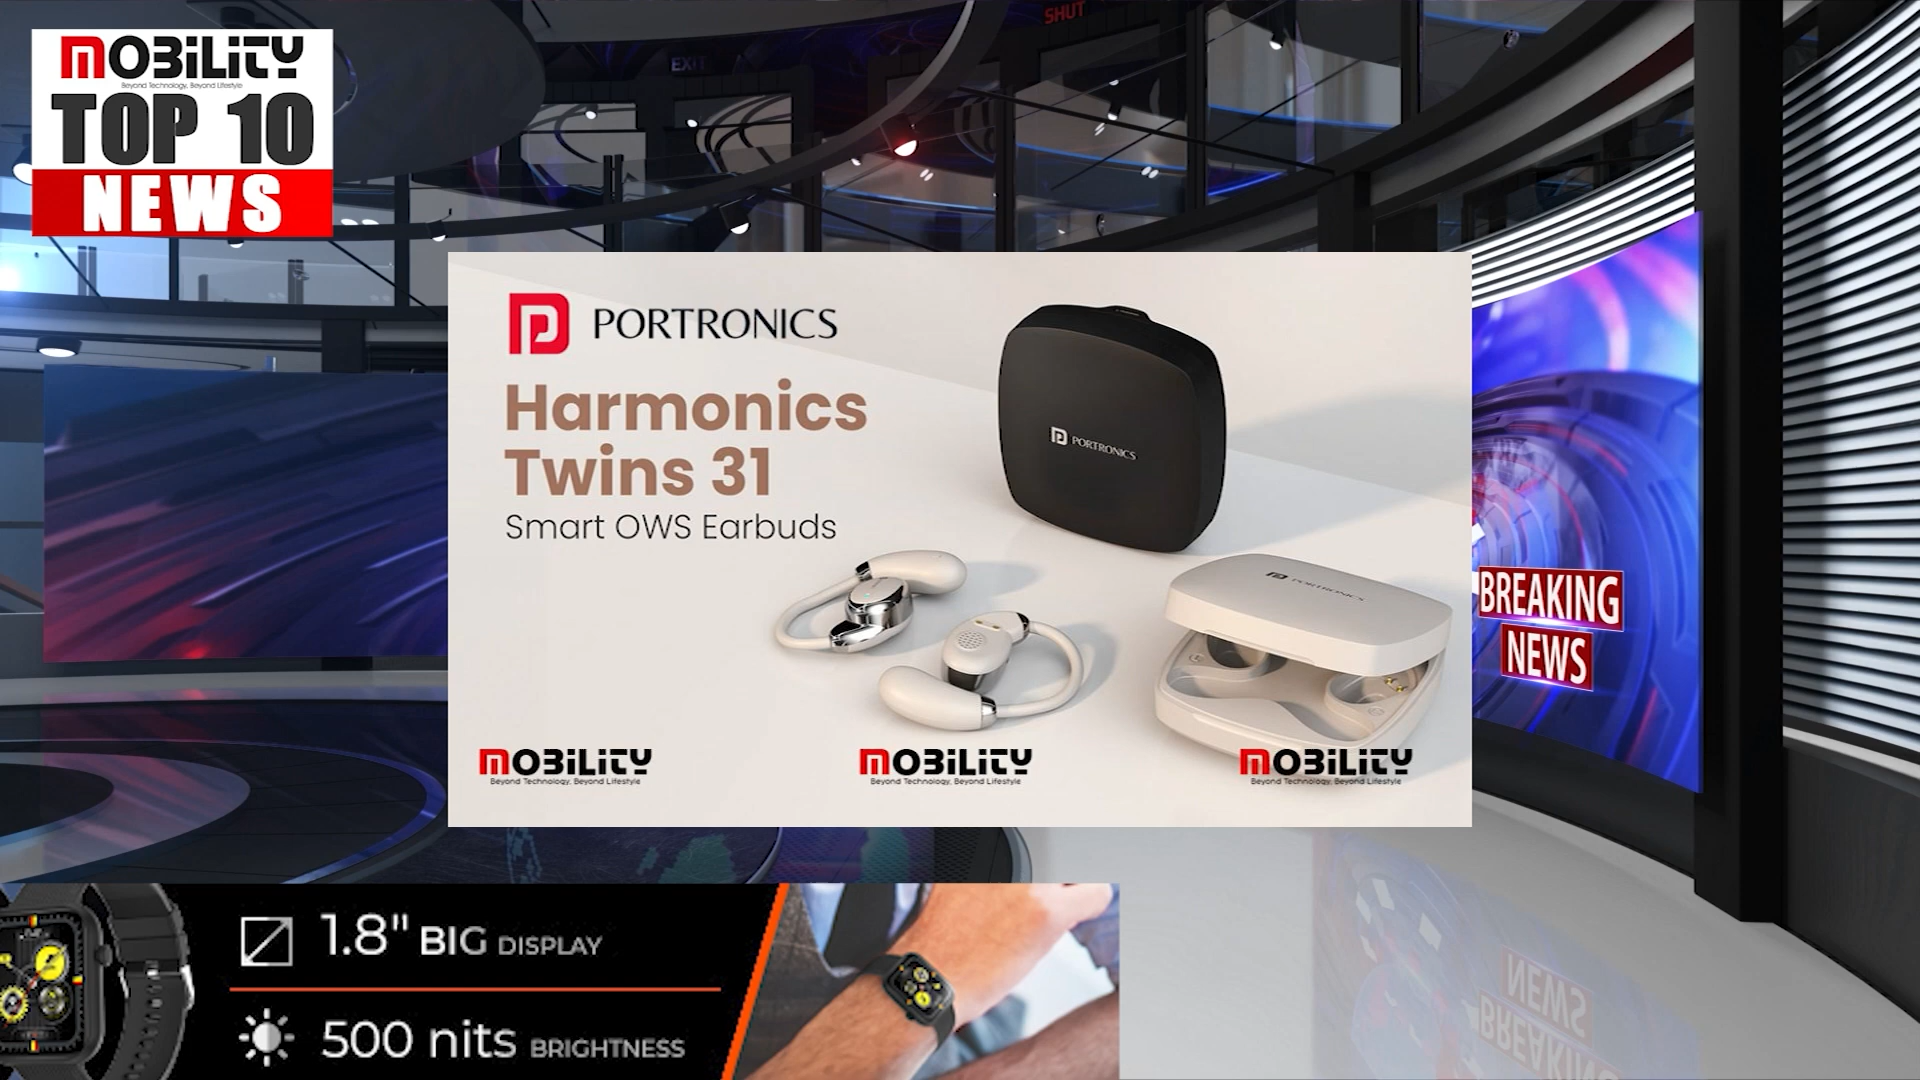 MOBiLiTY
Beyond Technology, Beyond Lifestyle
TOP 10
NEWS
SHUT
EXIT
PORTRONICS
Harmonics
Twins 31
Smart OWS Earbuds
PORTRONICS
PORTRONICS
BREAKING
NEWS
MOBiLiTY
Beyond Technology, Beyond Lifestyle
MOBiLiTY
Beyond Technology, Beyond Lifestyle
MOBiLiTY
Beyond Technology, Beyond Lifestyle
1.8" BIG DISPLAY
500 nits BRIGHTNESS
NEWS
BREAKING